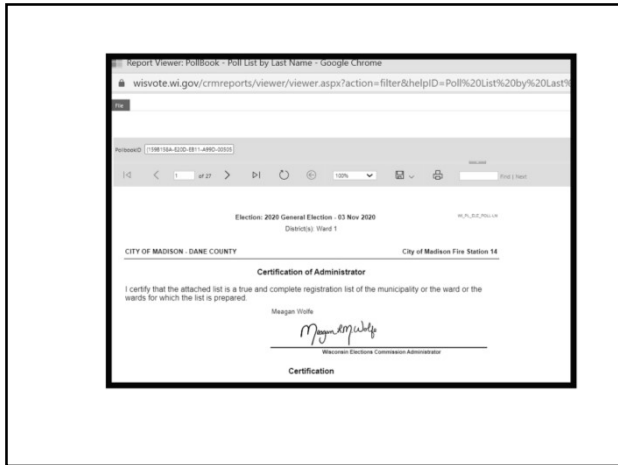 Report Viewer: PollBook - Poll List by Last Name - Google Chrome
wisvote.wi.gov/crmreports/viewer/viewer.aspx?action=filter&helpID=Poll%20List%20by%20Last%
File
PollbookID
1 of 27 100% Find | Next
Election: 2020 General Election - 03 Nov 2020
District(s): Ward 1
CITY OF MADISON - DANE COUNTY City of Madison Fire Station 14
Certification of Administrator
I certify that the attached list is a true and complete registration list of the municipality or the ward or the
wards for which the list is prepared.
Meagan Wolfe
Wisconsin Elections Commission Administrator
Certification